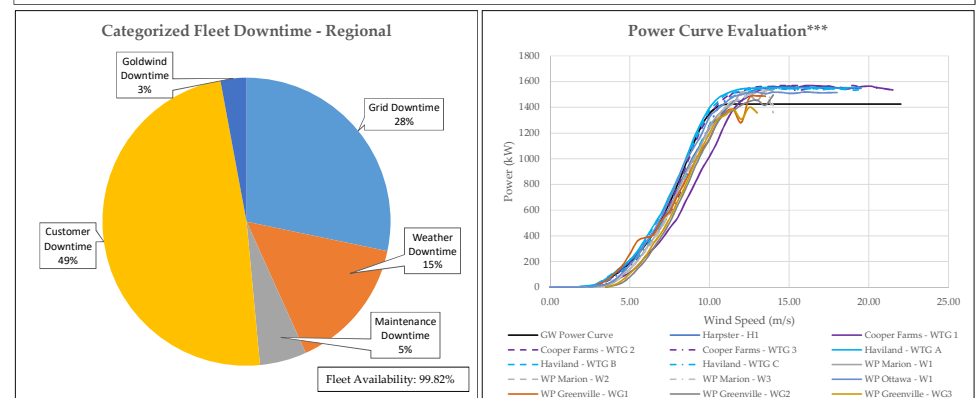 Categorized Fleet Downtime - Regional
Goldwind
Downtime
3%
Grid Downtime
28%
Customer
Downtime
49%
Weather
Downtime
15%
Maintenance
Downtime
5%
Fleet Availability: 99.82%
Power Curve Evaluation***
Power (kW)
1800
1600
1400
1200
1000
800
600
400
200
0
0.00 5.00 10.00 15.00 20.00 25.00
Wind Speed (m/s)
GW Power Curve Harpster - H1 Cooper Farms - WTG 1
Cooper Farms - WTG 2 Cooper Farms - WTG 3 Haviland - WTG A
Haviland - WTG B Haviland - WTG C WP Marion - W1
WP Marion - W2 WP Marion - W3 WP Ottawa - W1
WP Greenville - WG1 WP Greenville - WG2 WP Greenville - WG3